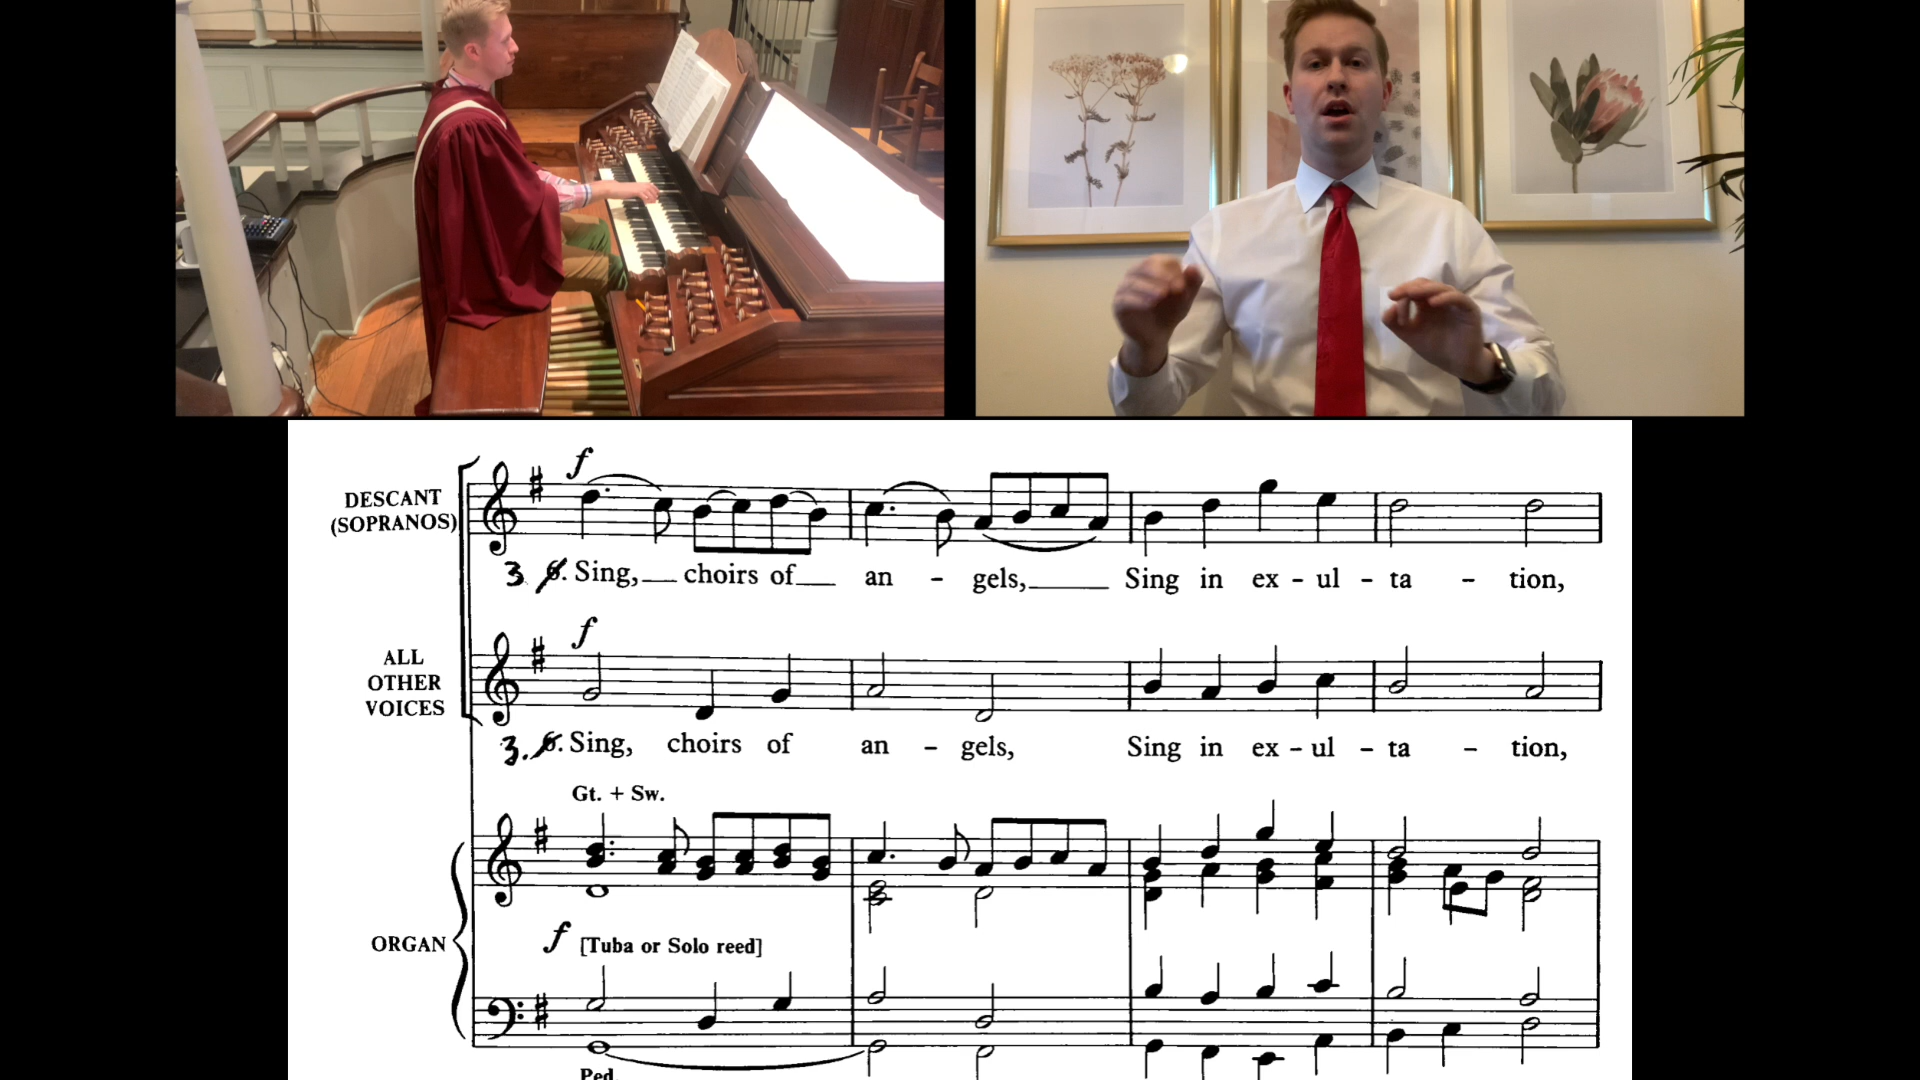 f
DESCANT
(SOPRANOS)
3 6. Sing, choirs of an - gels, Sing in ex - ul - ta - tion,
f
ALL
OTHER
VOICES
3. 6. Sing, choirs of an - gels, Sing in ex - ul - ta - tion,
Gt. + Sw.
ORGAN
f [Tuba or Solo reed]
Ped.